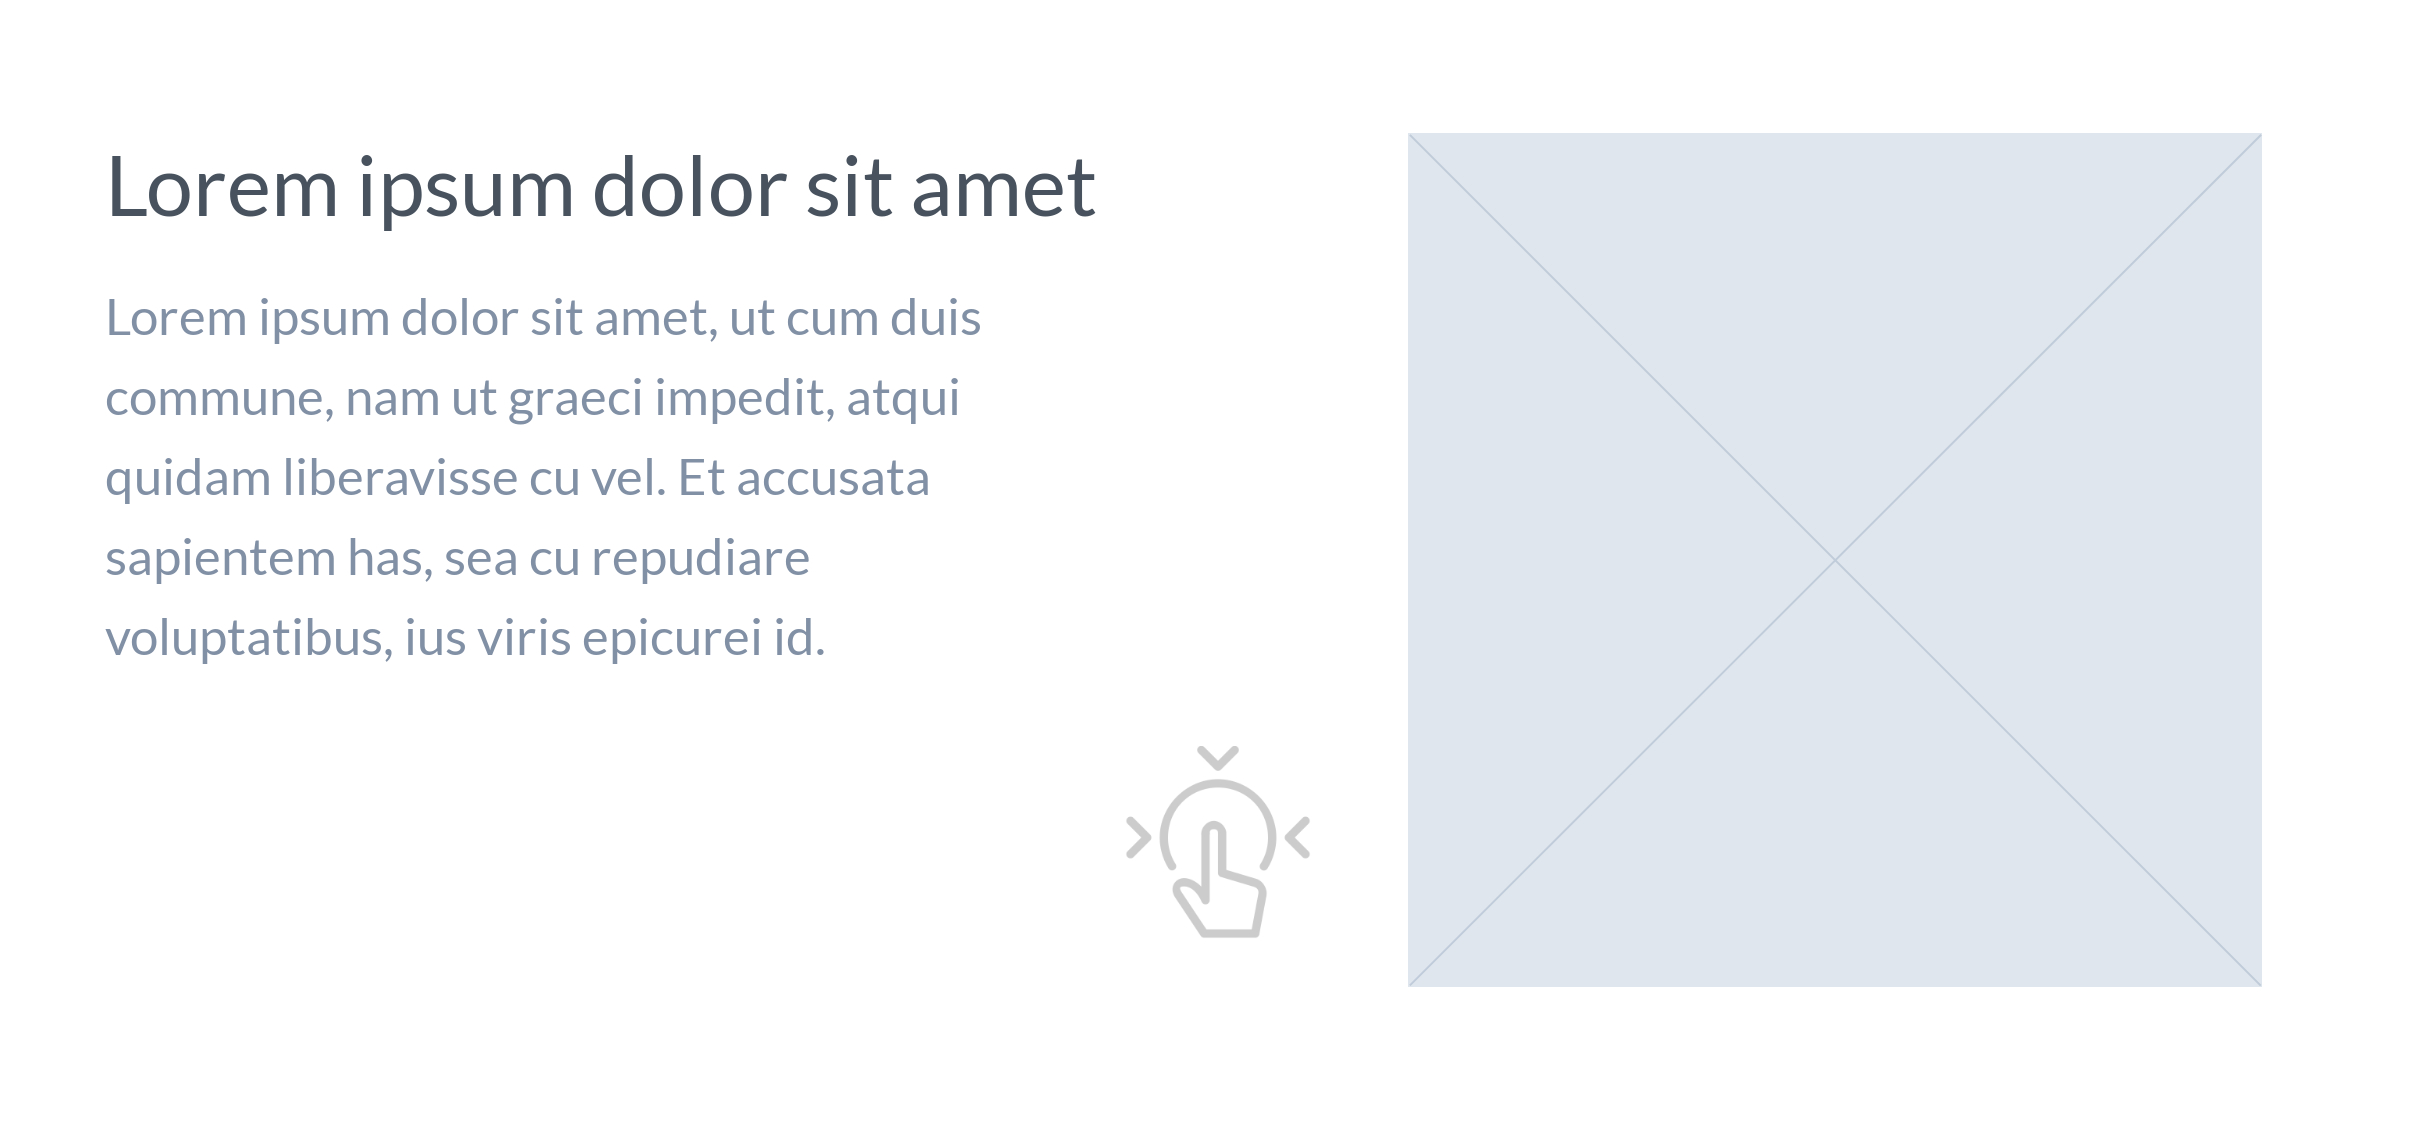 Lorem ipsum dolor sit amet
Lorem ipsum dolor sit amet, ut cum duis
commune, nam ut graeci impedit, atqui
quidam liberavisse cu vel. Et accusata
sapientem has, sea cu repudiare
voluptatibus, ius viris epicurei id.